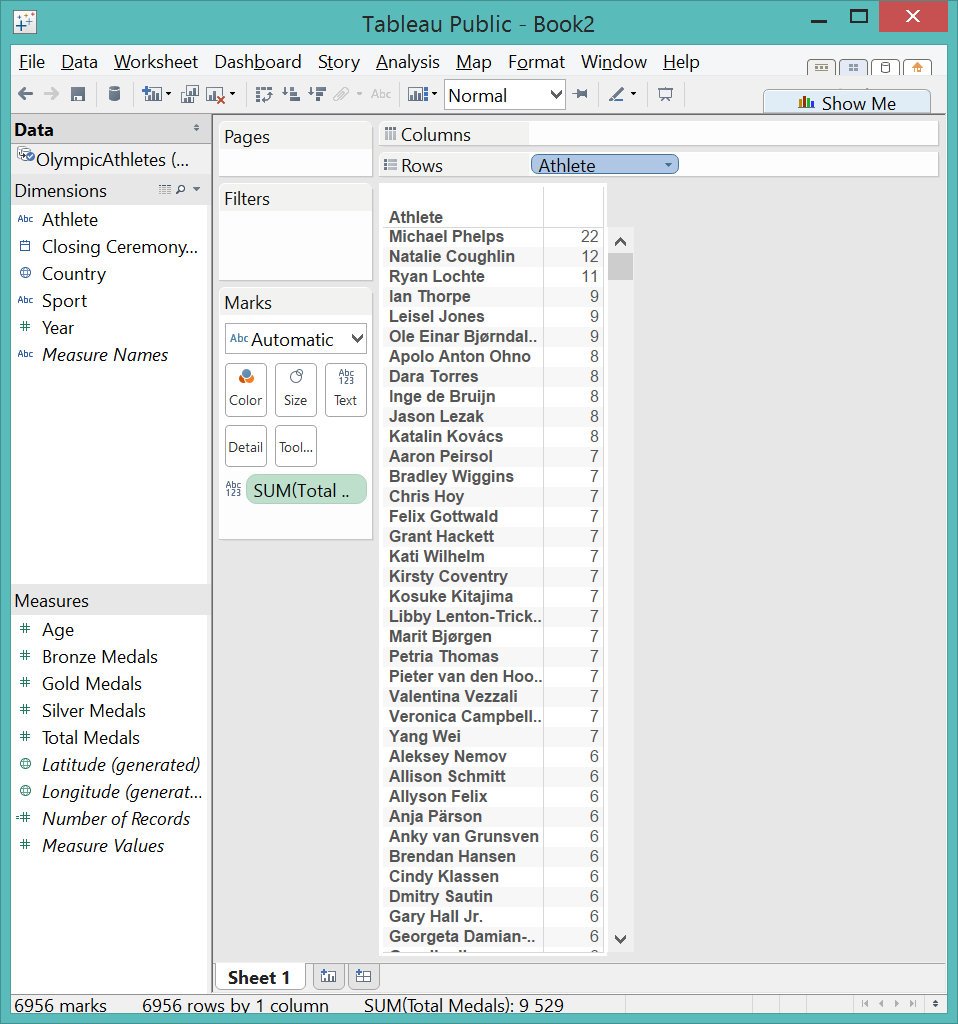 Tableau Public - Book2
File Data Worksheet Dashboard Story Analysis Map Format Window Help
Abc Normal Show Me
Data
OlympicAthletes (...
Dimensions
Abc Athlete
Closing Ceremony...
Country
Abc Sport
# Year
Abc Measure Names
Measures
# Age
# Bronze Medals
# Gold Medals
# Silver Medals
# Total Medals
Latitude (generated)
Longitude (generat...
=# Number of Records
# Measure Values
Pages
Filters
Marks
Abc Automatic
Color Size Abc 123 Text
Detail Tool...
Abc 123 SUM(Total ..
Columns
Rows Athlete
Athlete
Michael Phelps 22
Natalie Coughlin 12
Ryan Lochte 11
Ian Thorpe 9
Leisel Jones 9
Ole Einar Bjørndal.. 9
Apolo Anton Ohno 8
Dara Torres 8
Inge de Bruijn 8
Jason Lezak 8
Katalin Kovács 8
Aaron Peirsol 7
Bradley Wiggins 7
Chris Hoy 7
Felix Gottwald 7
Grant Hackett 7
Kati Wilhelm 7
Kirsty Coventry 7
Kosuke Kitajima 7
Libby Lenton-Trick.. 7
Marit Bjørgen 7
Petria Thomas 7
Pieter van den Hoo.. 7
Valentina Vezzali 7
Veronica Campbell.. 7
Yang Wei 7
Aleksey Nemov 6
Allison Schmitt 6
Allyson Felix 6
Anja Pärson 6
Anky van Grunsven 6
Brendan Hansen 6
Cindy Klassen 6
Dmitry Sautin 6
Gary Hall Jr. 6
Georgeta Damian-.. 6
Sheet 1
6956 marks 6956 rows by 1 column SUM(Total Medals): 9 529